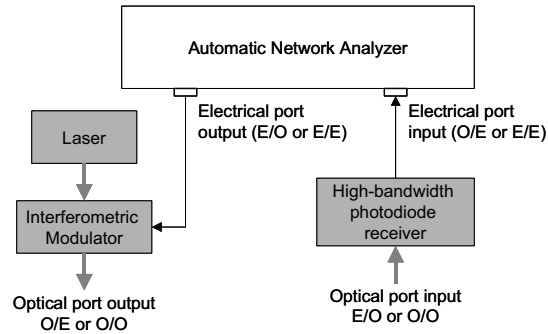 Automatic Network Analyzer
Electrical port
output (E/O or E/E)
Electrical port
input (O/E or E/E)
Laser
High-bandwidth
photodiode
receiver
Interferometric
Modulator
Optical port output
O/E or O/O
Optical port input
E/O or O/O